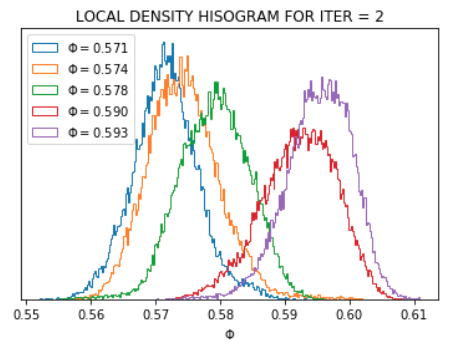 LOCAL DENSITY HISOGRAM FOR ITER = 2
Φ = 0.571
Φ = 0.574
Φ = 0.578
Φ = 0.590
Φ = 0.593
0.55 0.56 0.57 0.58 0.59 0.60 0.61
Φ